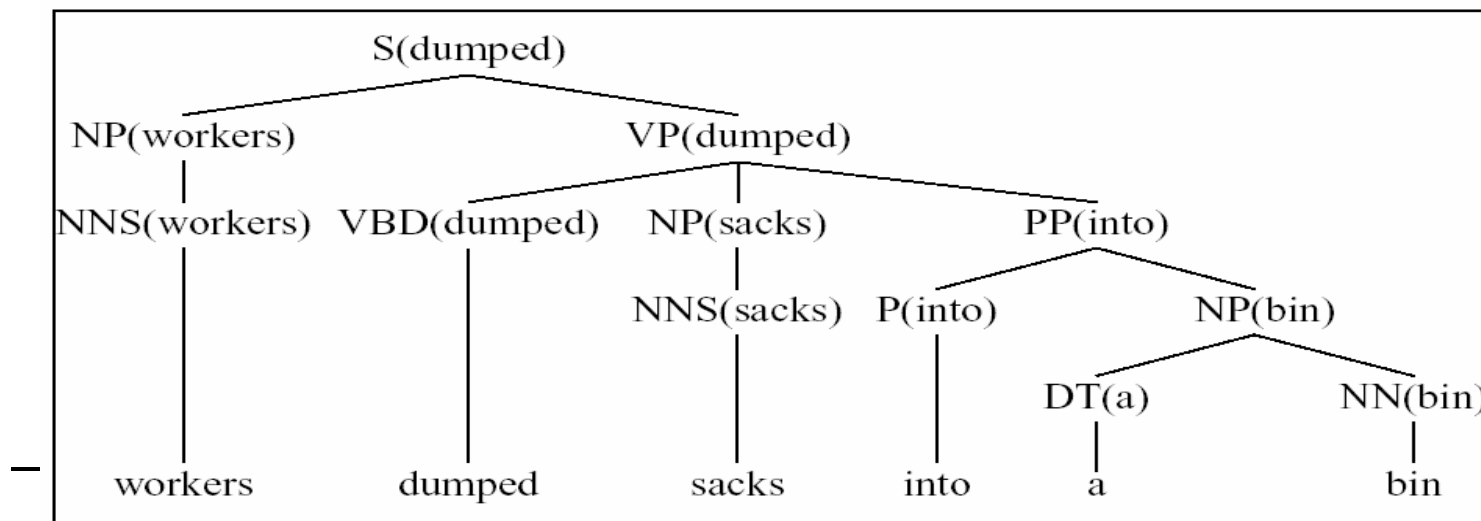 S(dumped)
NP(workers) VP(dumped)
NNS(workers) VBD(dumped) NP(sacks) PP(into)
NNS(sacks) P(into) NP(bin)
DT(a) NN(bin)
workers dumped sacks into a bin